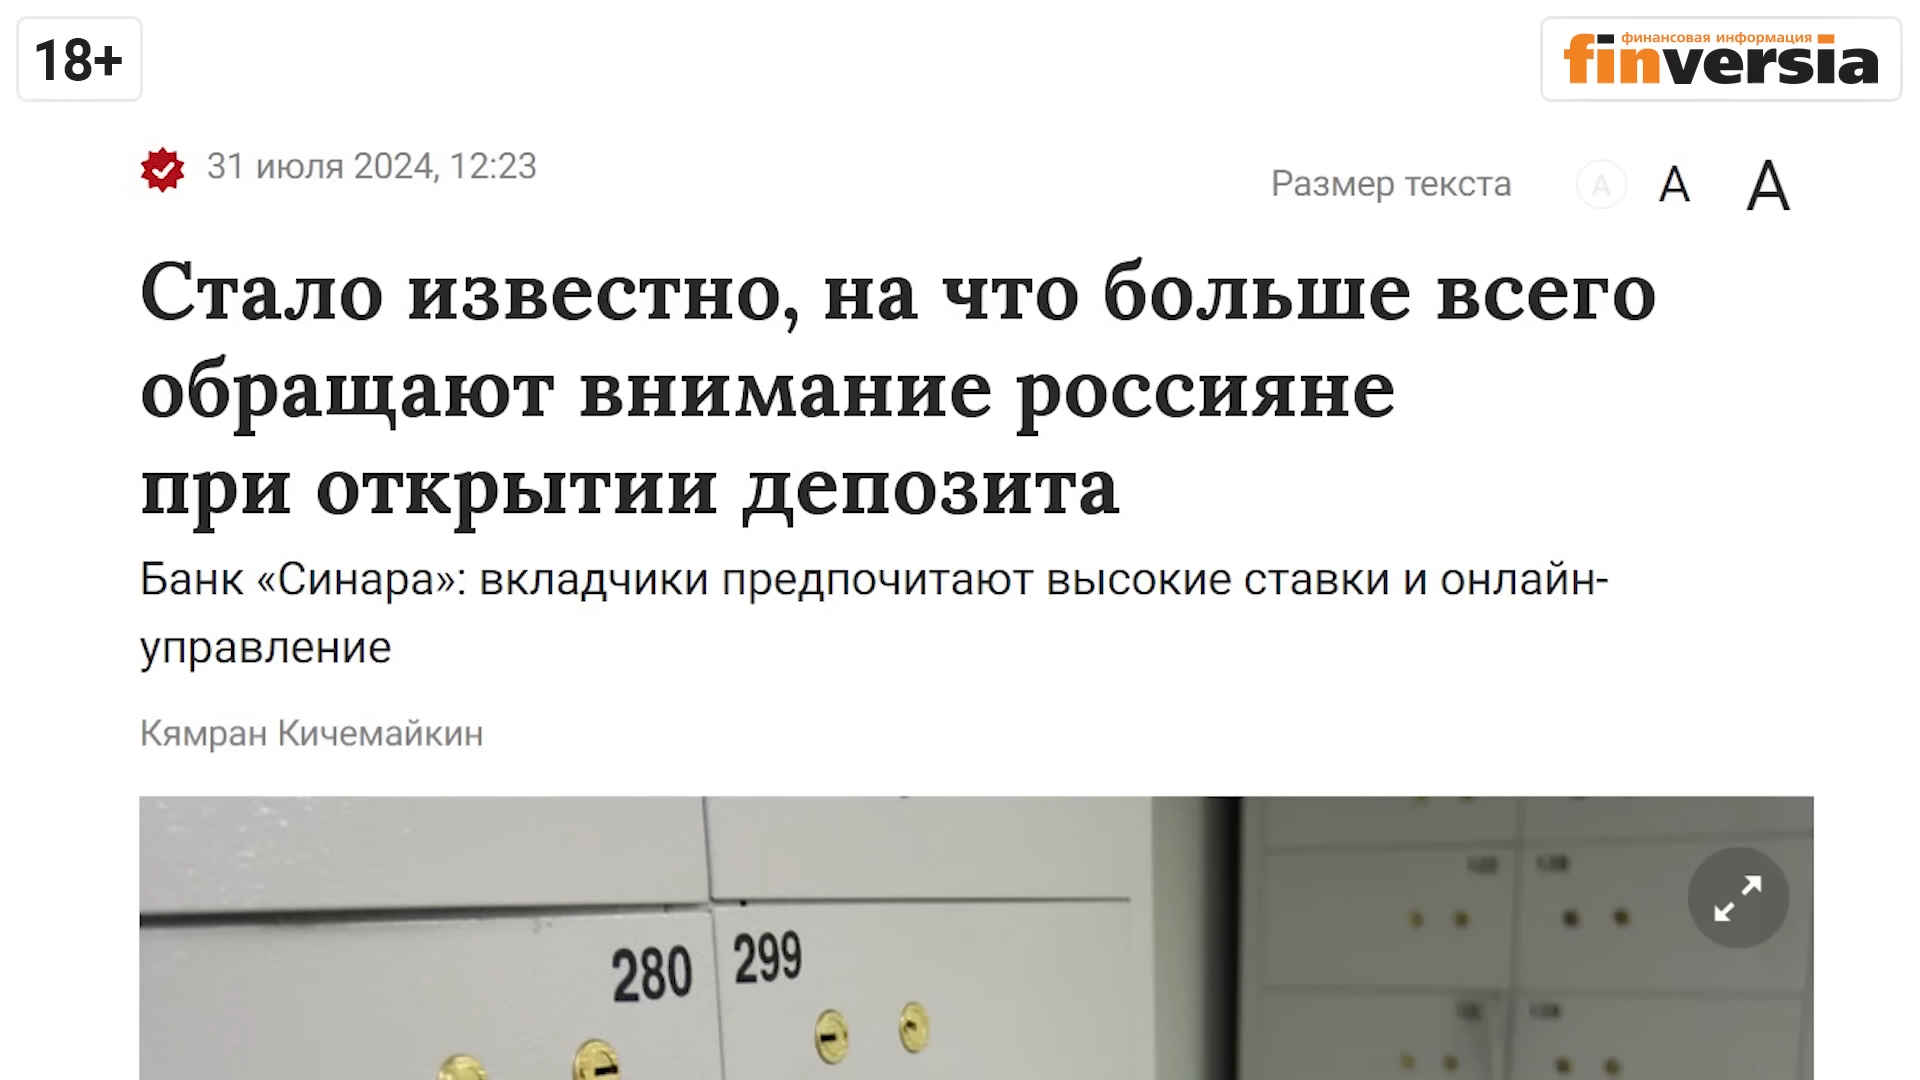 18+
финансовая информация
finversia
31 июля 2024, 12:23
Размер текста A A A
Стало известно, на что больше всего
обращают внимание россияне
при открытии депозита
Банк «Синара»: вкладчики предпочитают высокие ставки и онлайн-
управление
Кямран Кичемайкин
280 299